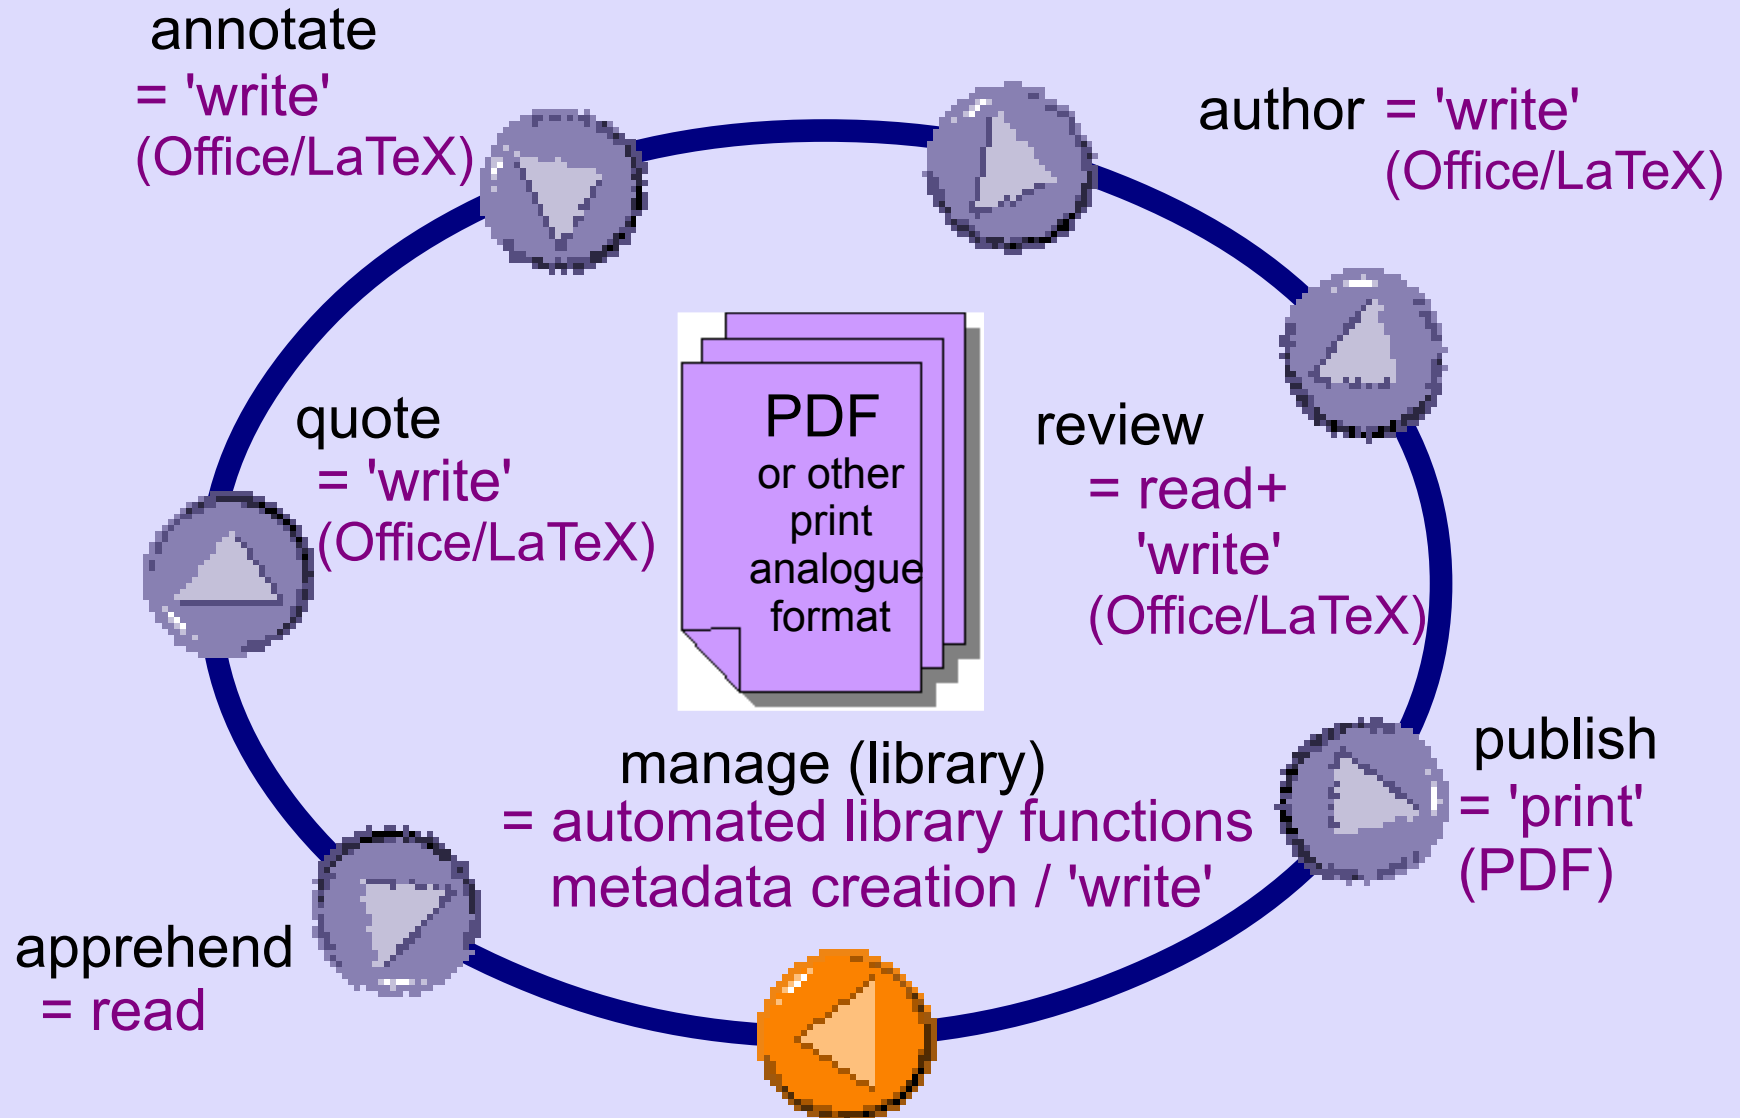 annotate
= 'write'
(Office/LaTeX)
author = 'write'
(Office/LaTeX)
quote
= 'write'
(Office/LaTeX)
PDF
or other
print
analogue
format
review
= read+
'write'
(Office/LaTeX)
manage (library)
= automated library functions
metadata creation / 'write'
publish
= 'print'
(PDF)
apprehend
= read